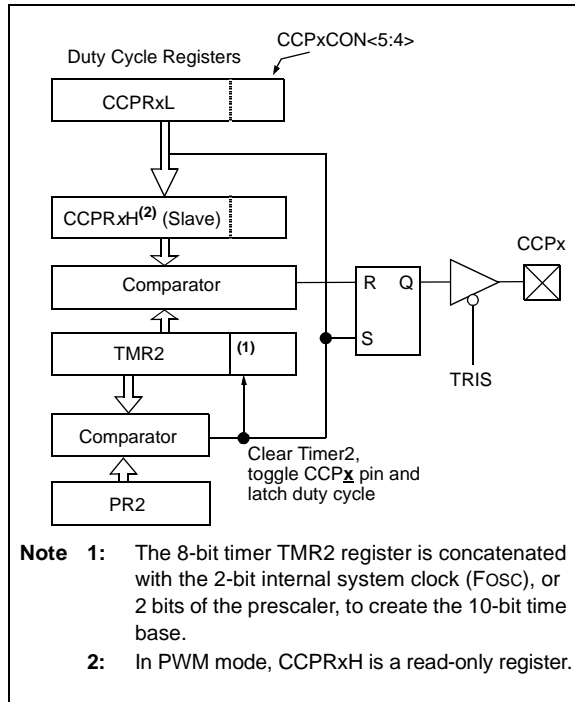 CCPxCON<5:4>
Duty Cycle Registers
CCPRxL
CCPRxH(2) (Slave)
CCPx
Comparator
R Q
TMR2 (1)
S
TRIS
Comparator
Clear Timer2,
toggle CCPx pin and
latch duty cycle
PR2
Note 1: The 8-bit timer TMR2 register is concatenated
with the 2-bit internal system clock (FOSC), or
2 bits of the prescaler, to create the 10-bit time
base.
2: In PWM mode, CCPRxH is a read-only register.